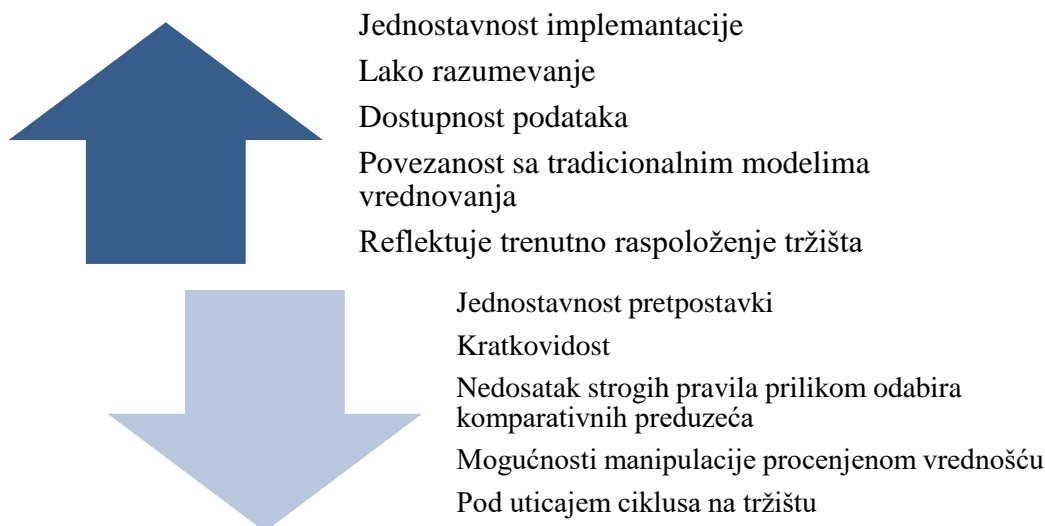 Jednostavnost implemantacije
Lako razumevanje
Dostupnost podataka
Povezanost sa tradicionalnim modelima
vrednovanja
Reflektuje trenutno raspoloženje tržišta
Jednostavnost pretpostavki
Kratkovidost
Nedosatak strogih pravila prilikom odabira
komparativnih preduzeća
Mogućnosti manipulacije procenjenom vrednošću
Pod uticajem ciklusa na tržištu